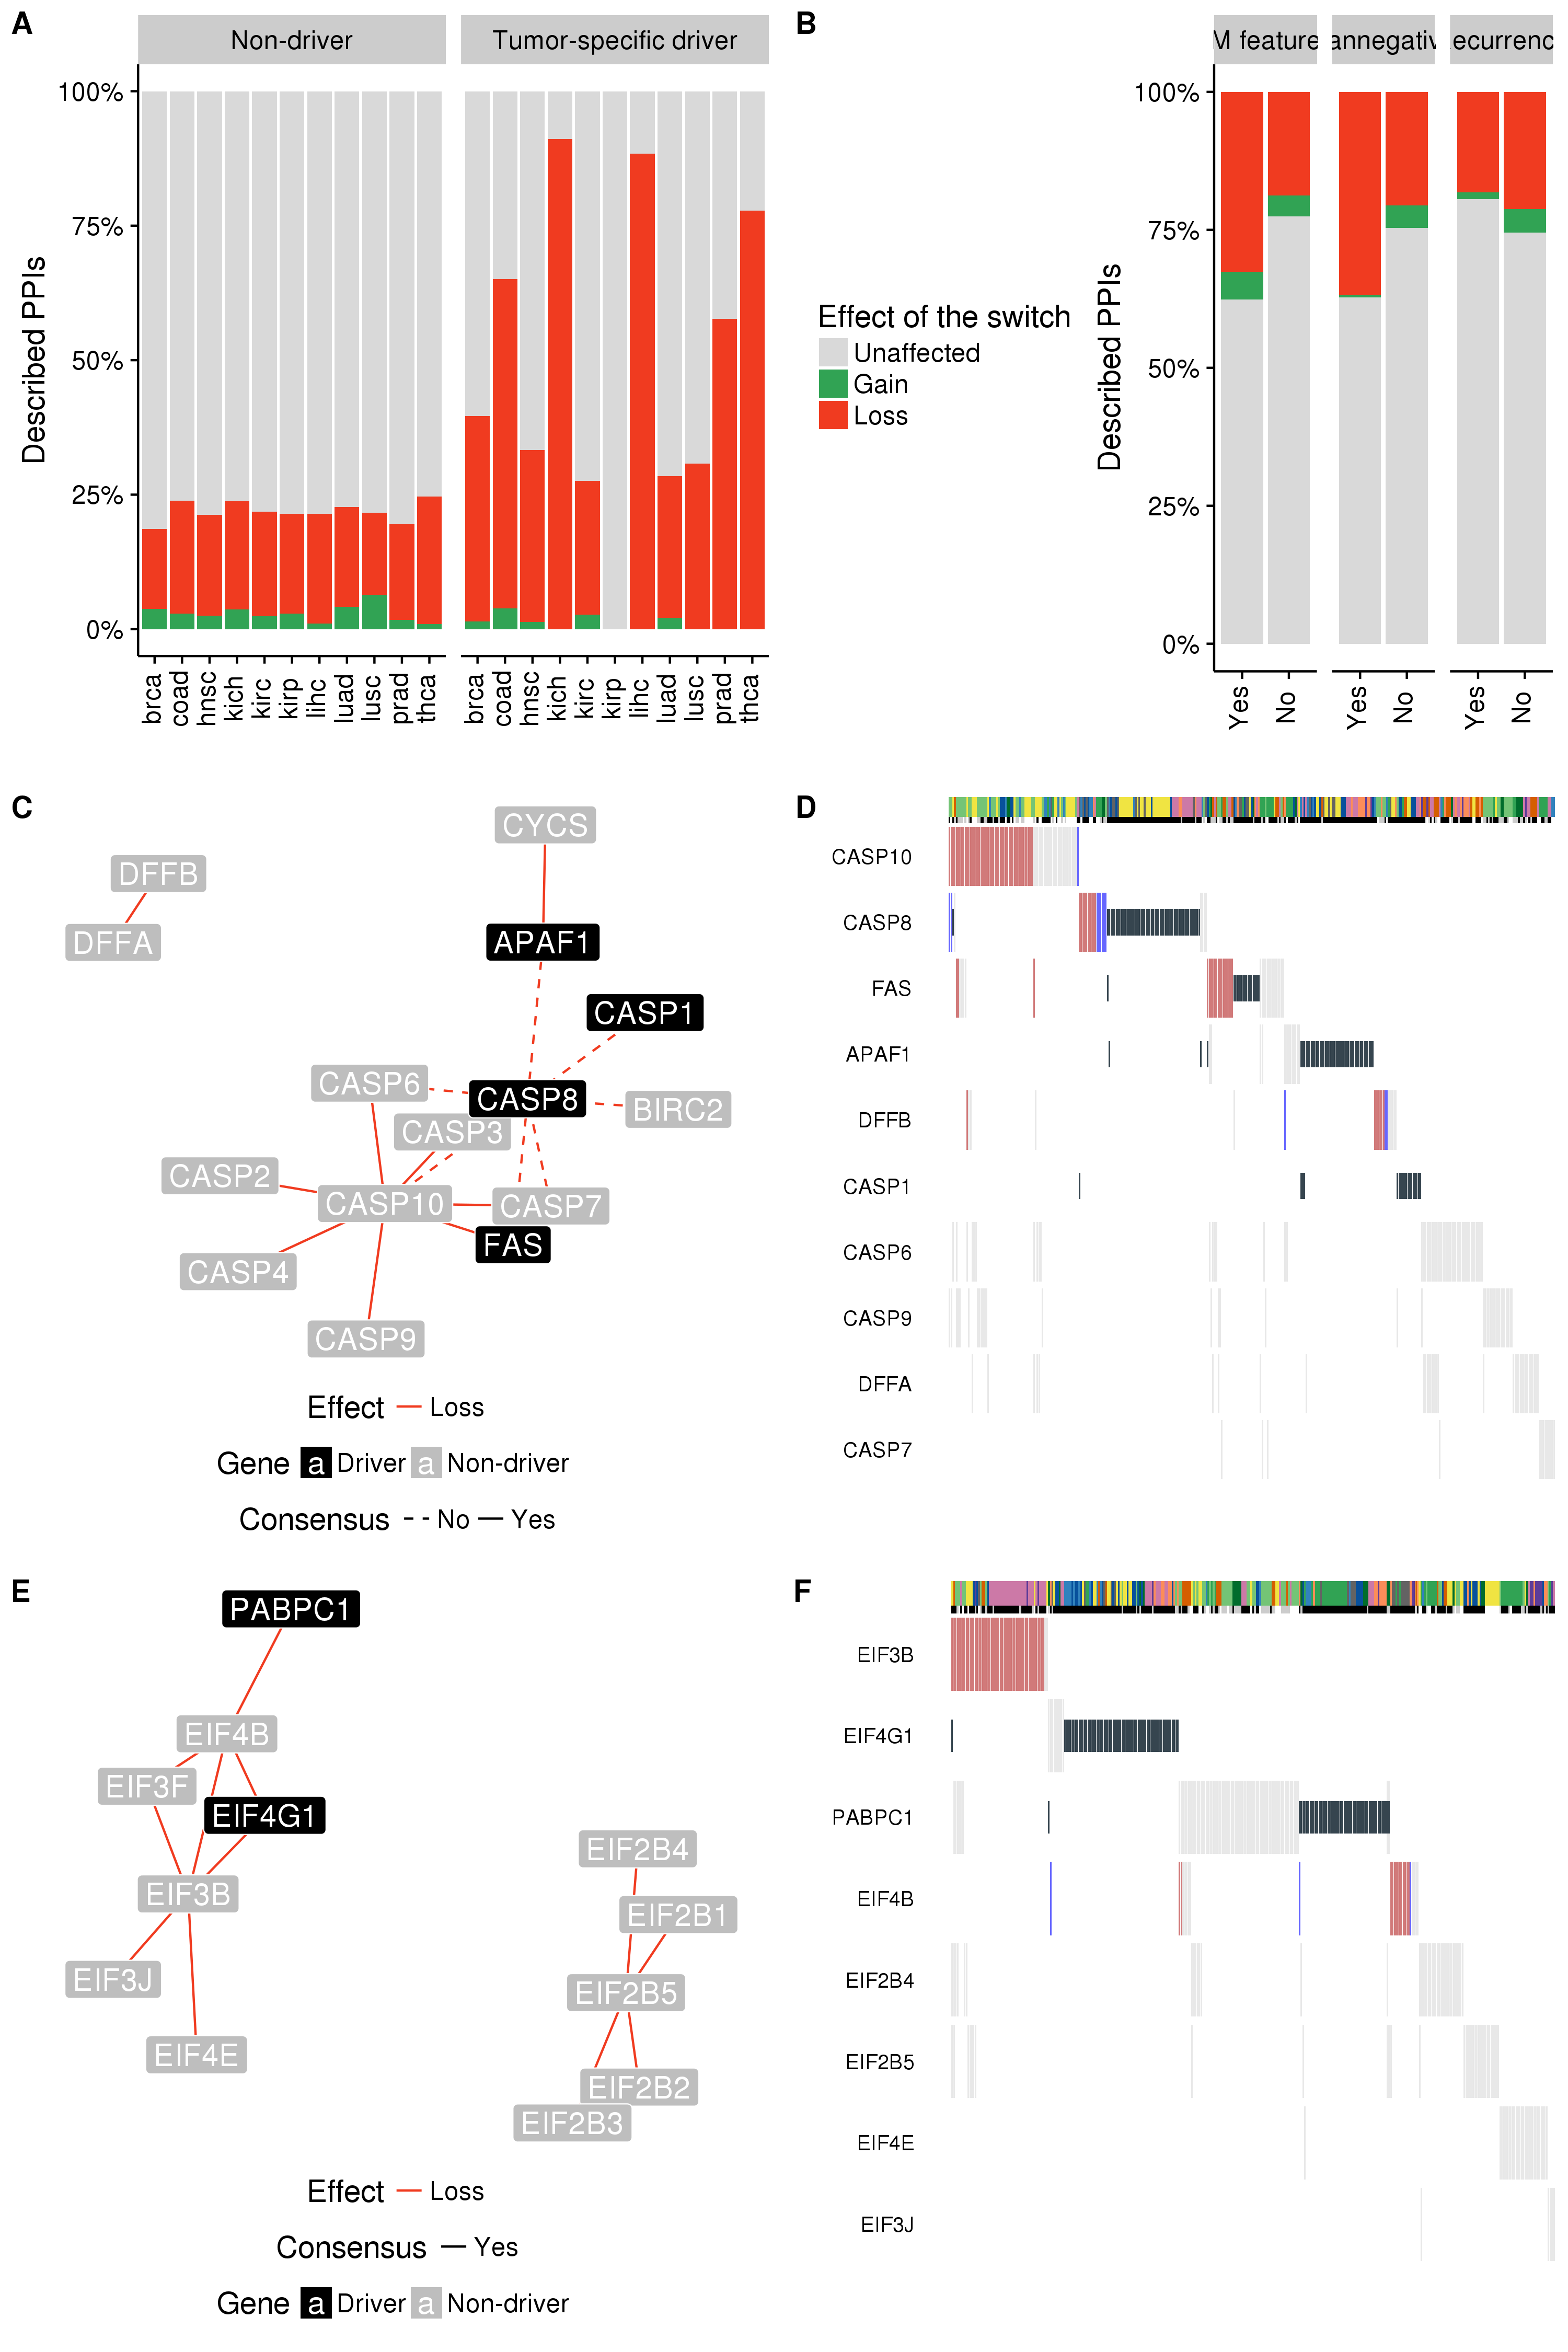 A
Non-driver
Tumor-specific driver
Described PPIs
100%
75%
50%
25%
0%
brca
coad
hnsc
kich
kirc
kirp
lihc
luad
lusc
prad
thca
brca
coad
hnsc
kich
kirc
kirp
lihc
luad
lusc
prad
thca
Effect of the switch
Unaffected
Gain
Loss
B
M feature
annegativ
ecurrenc
Described PPIs
100%
75%
50%
25%
0%
Yes
No
Yes
No
Yes
No
C
CYCS
DFFB
DFFA
APAF1
CASP1
CASP6
CASP8
BIRC2
CASP3
CASP2
CASP10
CASP7
FAS
CASP4
CASP9
Effect Loss
Gene a Driver a Non-driver
Consensus No Yes
D
CASP10
CASP8
FAS
APAF1
DFFB
CASP1
CASP6
CASP9
DFFA
CASP7
E
PABPC1
EIF4B
EIF3F
EIF4G1
EIF3B
EIF3J
EIF4E
EIF2B4
EIF2B1
EIF2B5
EIF2B2
EIF2B3
Effect Loss
Consensus Yes
Gene a Driver a Non-driver
F
EIF3B
EIF4G1
PABPC1
EIF4B
EIF2B4
EIF2B5
EIF4E
EIF3J